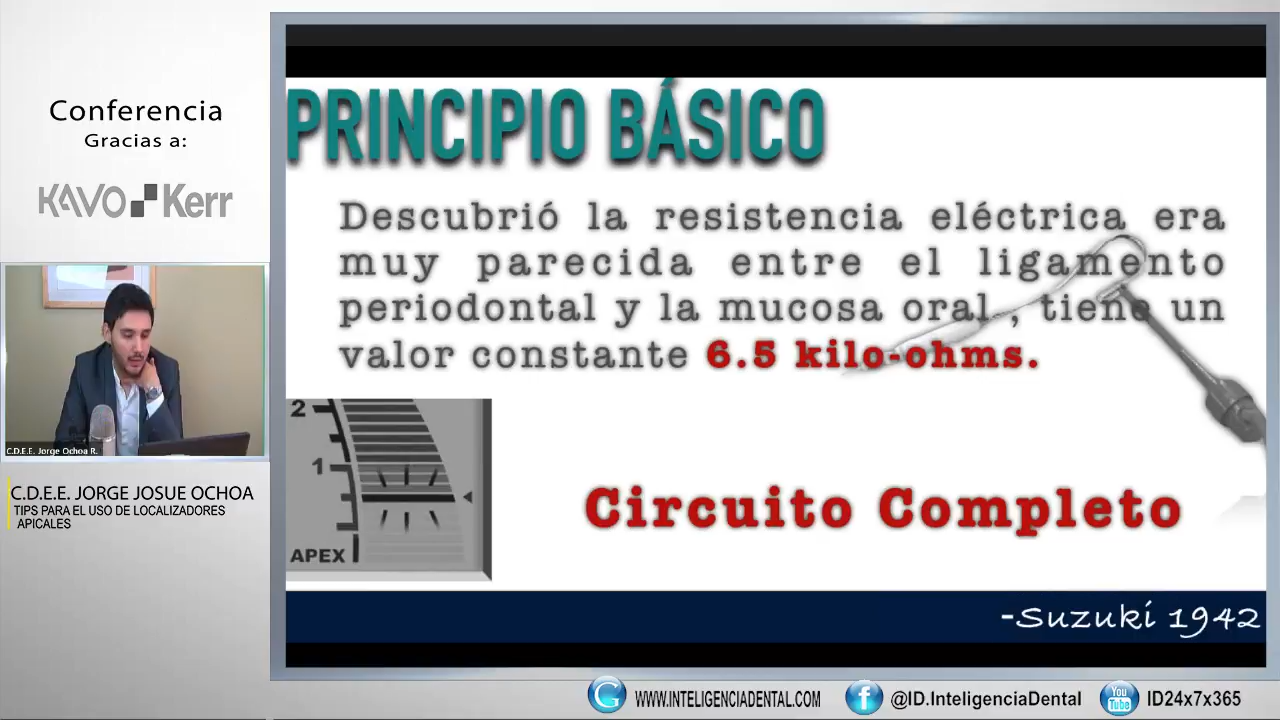 Conferencia
Gracias a:
KAVO Kerr
C.D.E.E. Jorge Ochoa R.
C.D.E.E. JORGE JOSUE OCHOA
TIPS PARA EL USO DE LOCALIZADORES
APICALES
PRINCIPIO BÁSICO
Descubrió la resistencia eléctrica era
muy parecida entre el ligamento
periodontal y la mucosa oral , tiene un
valor constante 6.5 kilo-ohms.
2
1
APEX
Circuito Completo
-Suzuki 1942
WWW.INTELIGENCIADENTAL.COM
@ID.InteligenciaDental
You
Tube
ID24x7x365